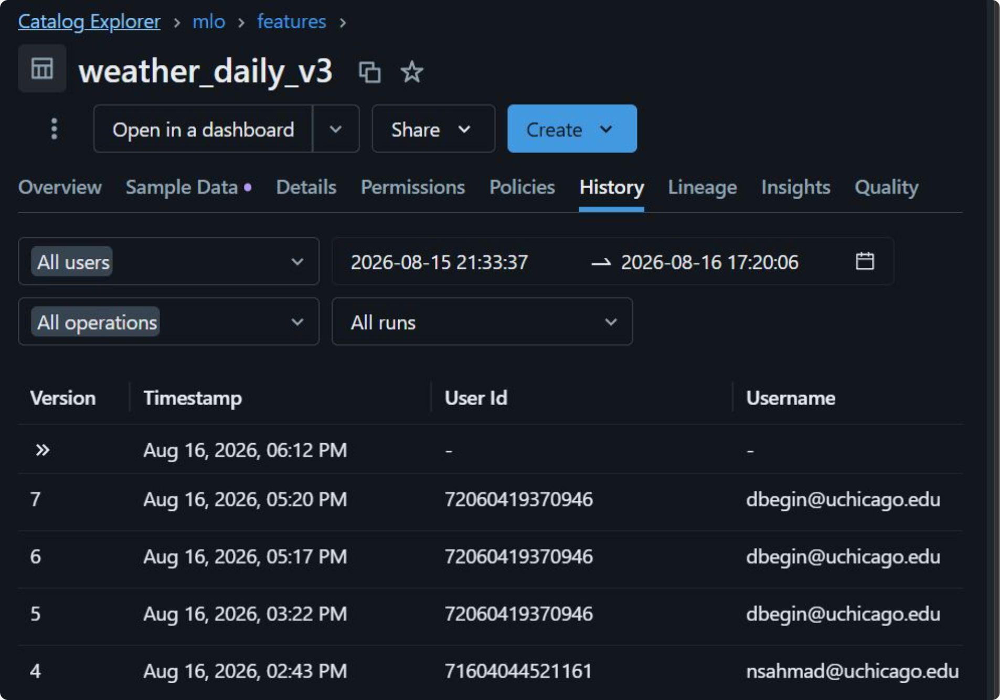 Catalog Explorer > mlo > features >
weather_daily_v3
Open in a dashboard Share Create
Overview Sample Data Details Permissions Policies History Lineage Insights Quality
All users 2026-08-15 21:33:37 → 2026-08-16 17:20:06
All operations All runs
Version Timestamp User Id Username
» Aug 16, 2026, 06:12 PM - -
7 Aug 16, 2026, 05:20 PM 72060419370946 dbegin@uchicago.edu
6 Aug 16, 2026, 05:17 PM 72060419370946 dbegin@uchicago.edu
5 Aug 16, 2026, 03:22 PM 72060419370946 dbegin@uchicago.edu
4 Aug 16, 2026, 02:43 PM 71604044521161 nsahmad@uchicago.edu